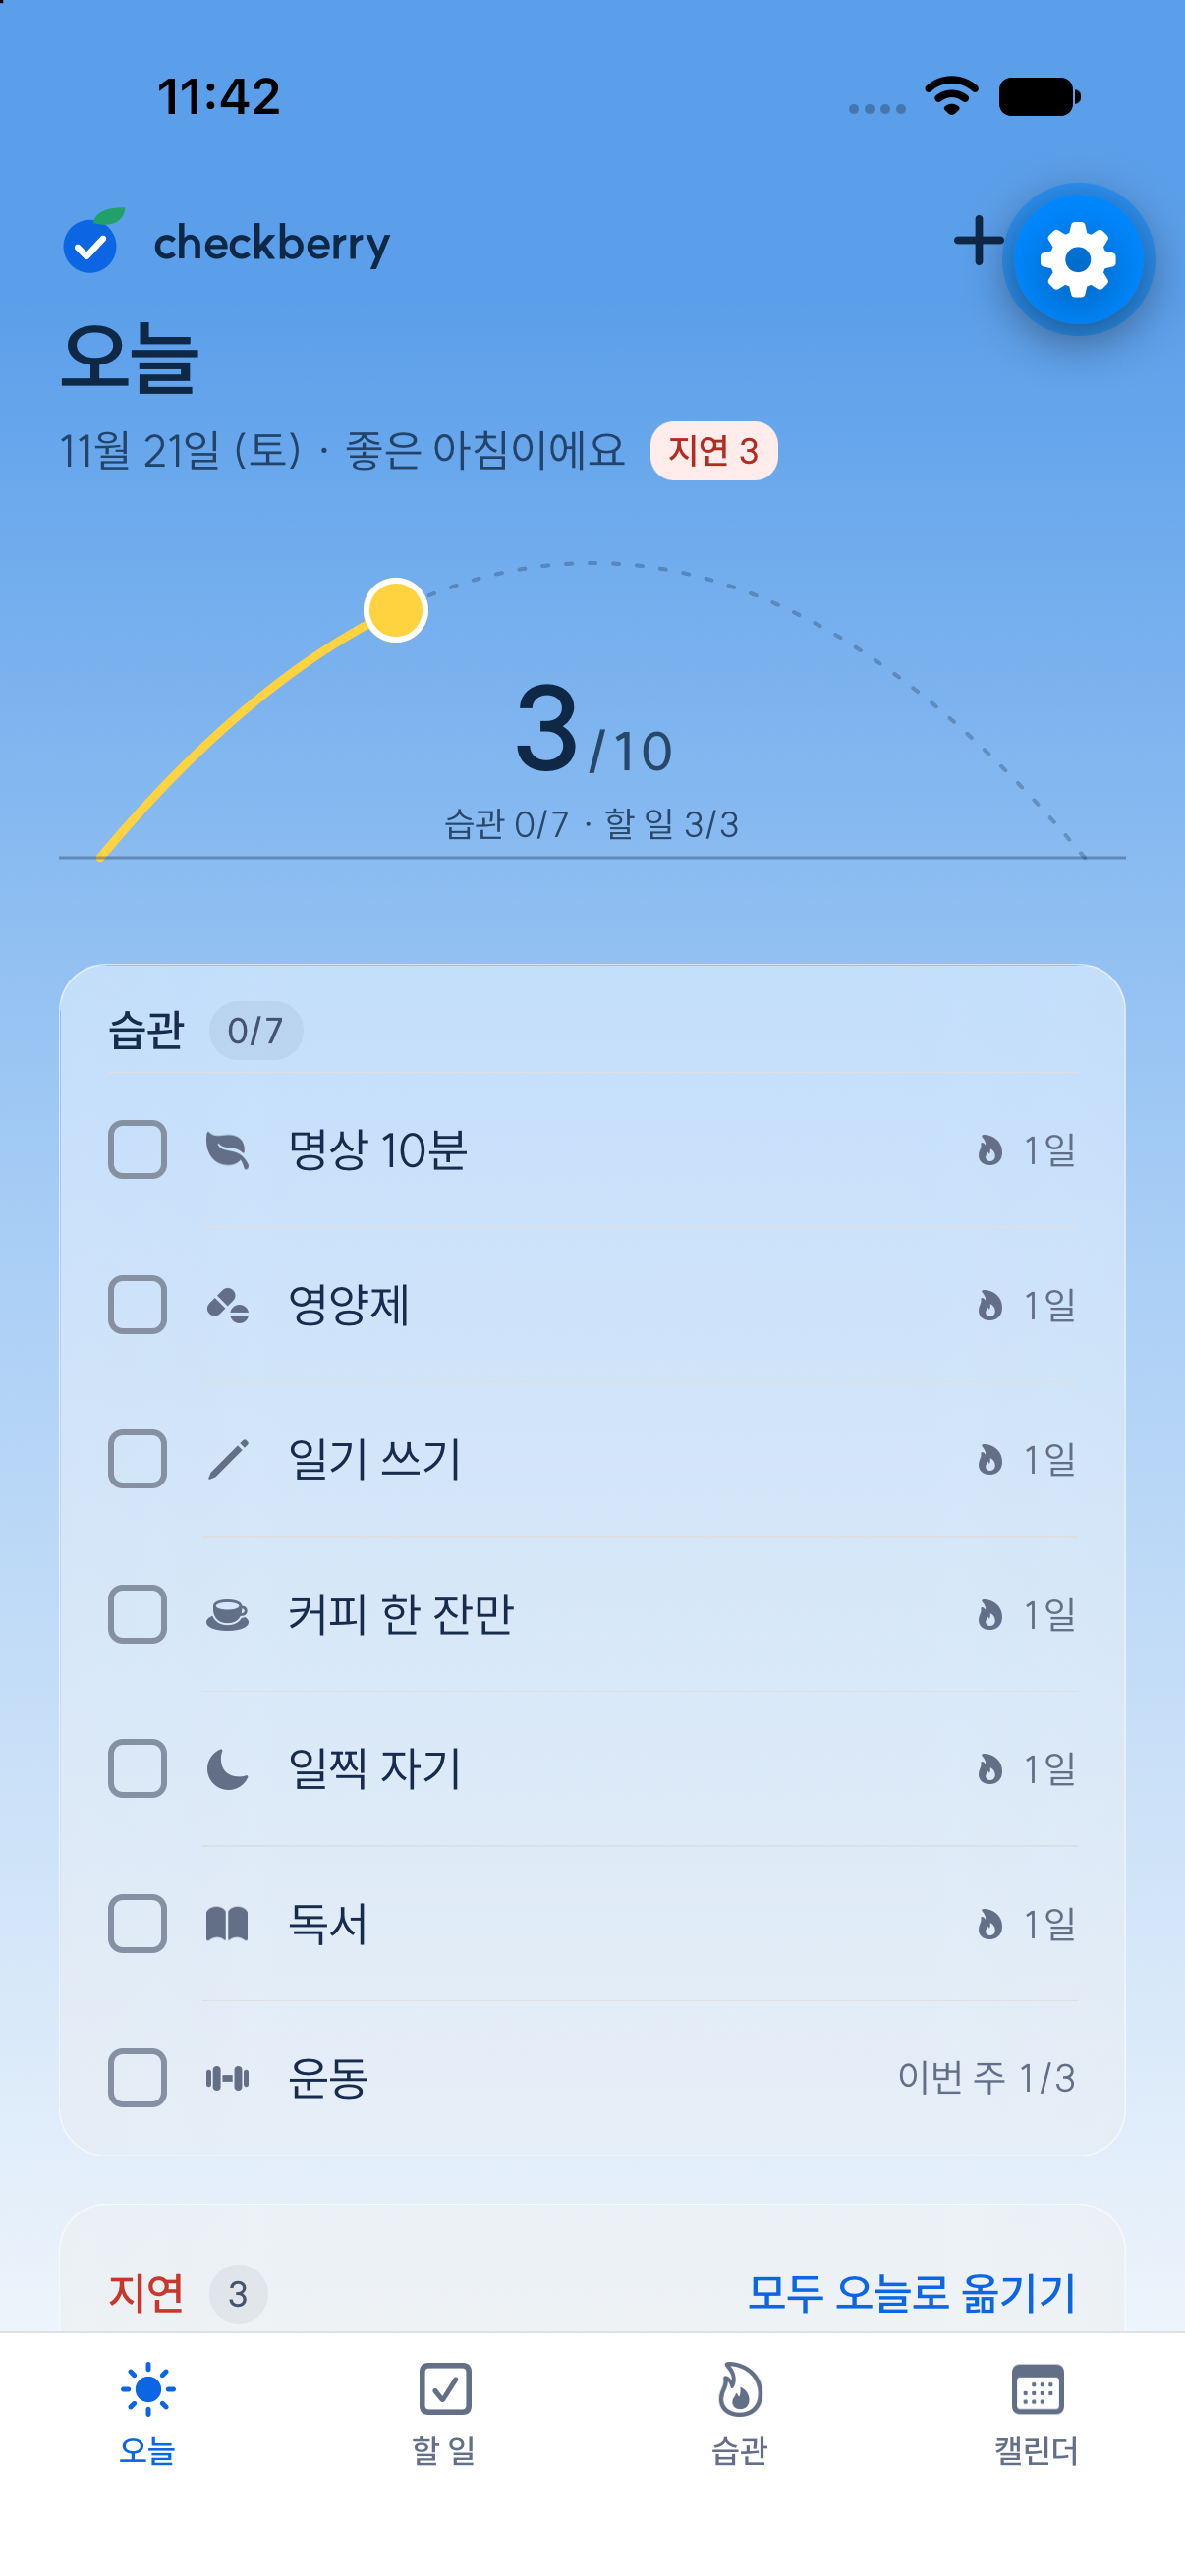 11:42
checkberry
오늘
11월 21일 (토) · 좋은 아침이에요 지연 3
3/10
습관 0/7 · 할 일 3/3
습관 0/7
명상 10분 1일
영양제 1일
일기 쓰기 1일
커피 한 잔만 1일
일찍 자기 1일
독서 1일
운동 이번 주 1/3
지연 3 모두 오늘로 옮기기
오늘 할 일 습관 캘린더